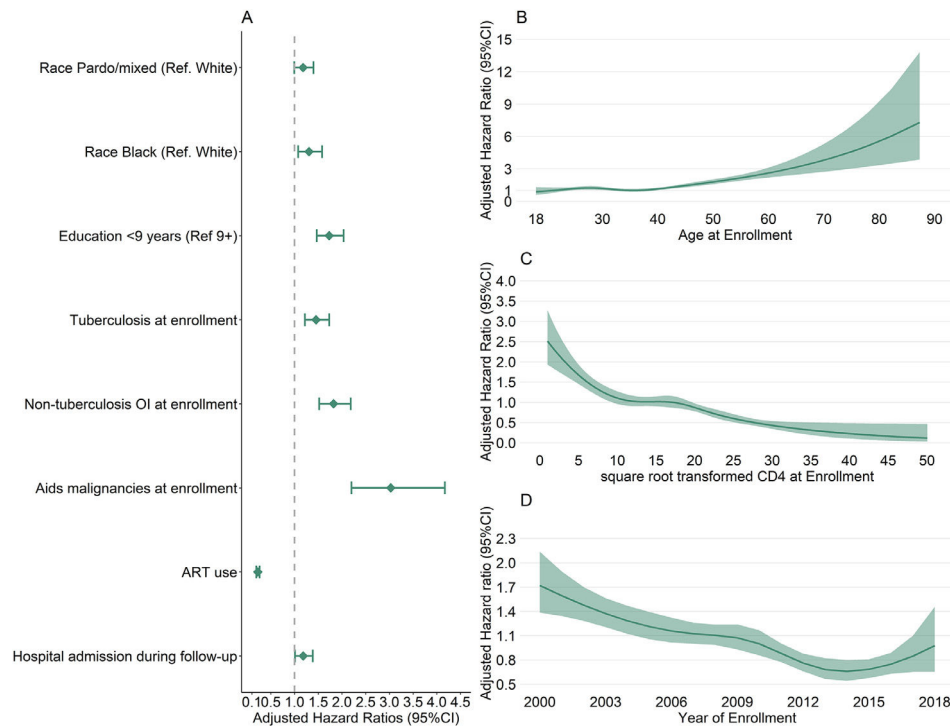 A
Race Pardo/mixed (Ref. White)
Race Black (Ref. White)
Education <9 years (Ref 9+)
Tuberculosis at enrollment
Non-tuberculosis OI at enrollment
Aids malignancies at enrollment
ART use
Hospital admission during follow-up
0.10.5 1.0 1.5 2.0 2.5 3.0 3.5 4.0 4.5
Adjusted Hazard Ratios (95%CI)
B
Adjusted Hazard Ratio (95%CI)
15
12
9
6
3
1
0
18 30 40 50 60 70 80 90
Age at Enrollment
C
Adjusted Hazard Ratio (95%CI)
4.0
3.5
3.0
2.5
2.0
1.5
1.0
0.5
0.0
0 5 10 15 20 25 30 35 40 45 50
square root transformed CD4 at Enrollment
D
Adjusted Hazard ratio (95%CI)
2.3
2.0
1.7
1.4
1.1
0.8
0.5
2000 2003 2006 2009 2012 2015 2018
Year of Enrollment